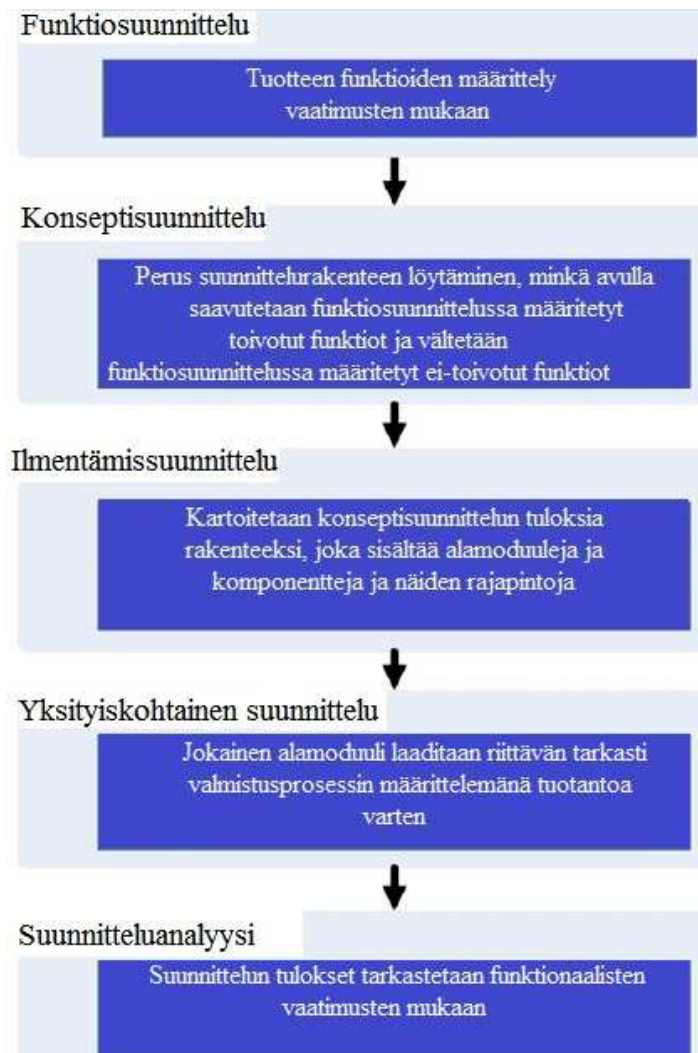 Funktiosuunnittelu
Tuotteen funktioiden määrittely
vaatimusten mukaan
Konseptisuunnittelu
Perus suunnittelurakenteen löytäminen, minkä avulla
saavutetaan funktiosuunnittelussa määritetyt
toivotut funktiot ja vältetään
funktiosuunnittelussa määritetyt ei-toivotut funktiot
Ilmentämissuunnittelu
Kartoitetaan konseptisuunnittelun tuloksia
rakenteeksi, joka sisältää alamoduuleja ja
komponentteja ja näiden rajapintoja
Yksityiskohtainen suunnittelu
Jokainen alamoduuli laaditaan riittävän tarkasti
valmistusprosessin määrittelemänä tuotantoa
varten
Suunnitteluanalyysi
Suunnittelun tulokset tarkastetaan funktionaalisten
vaatimusten mukaan